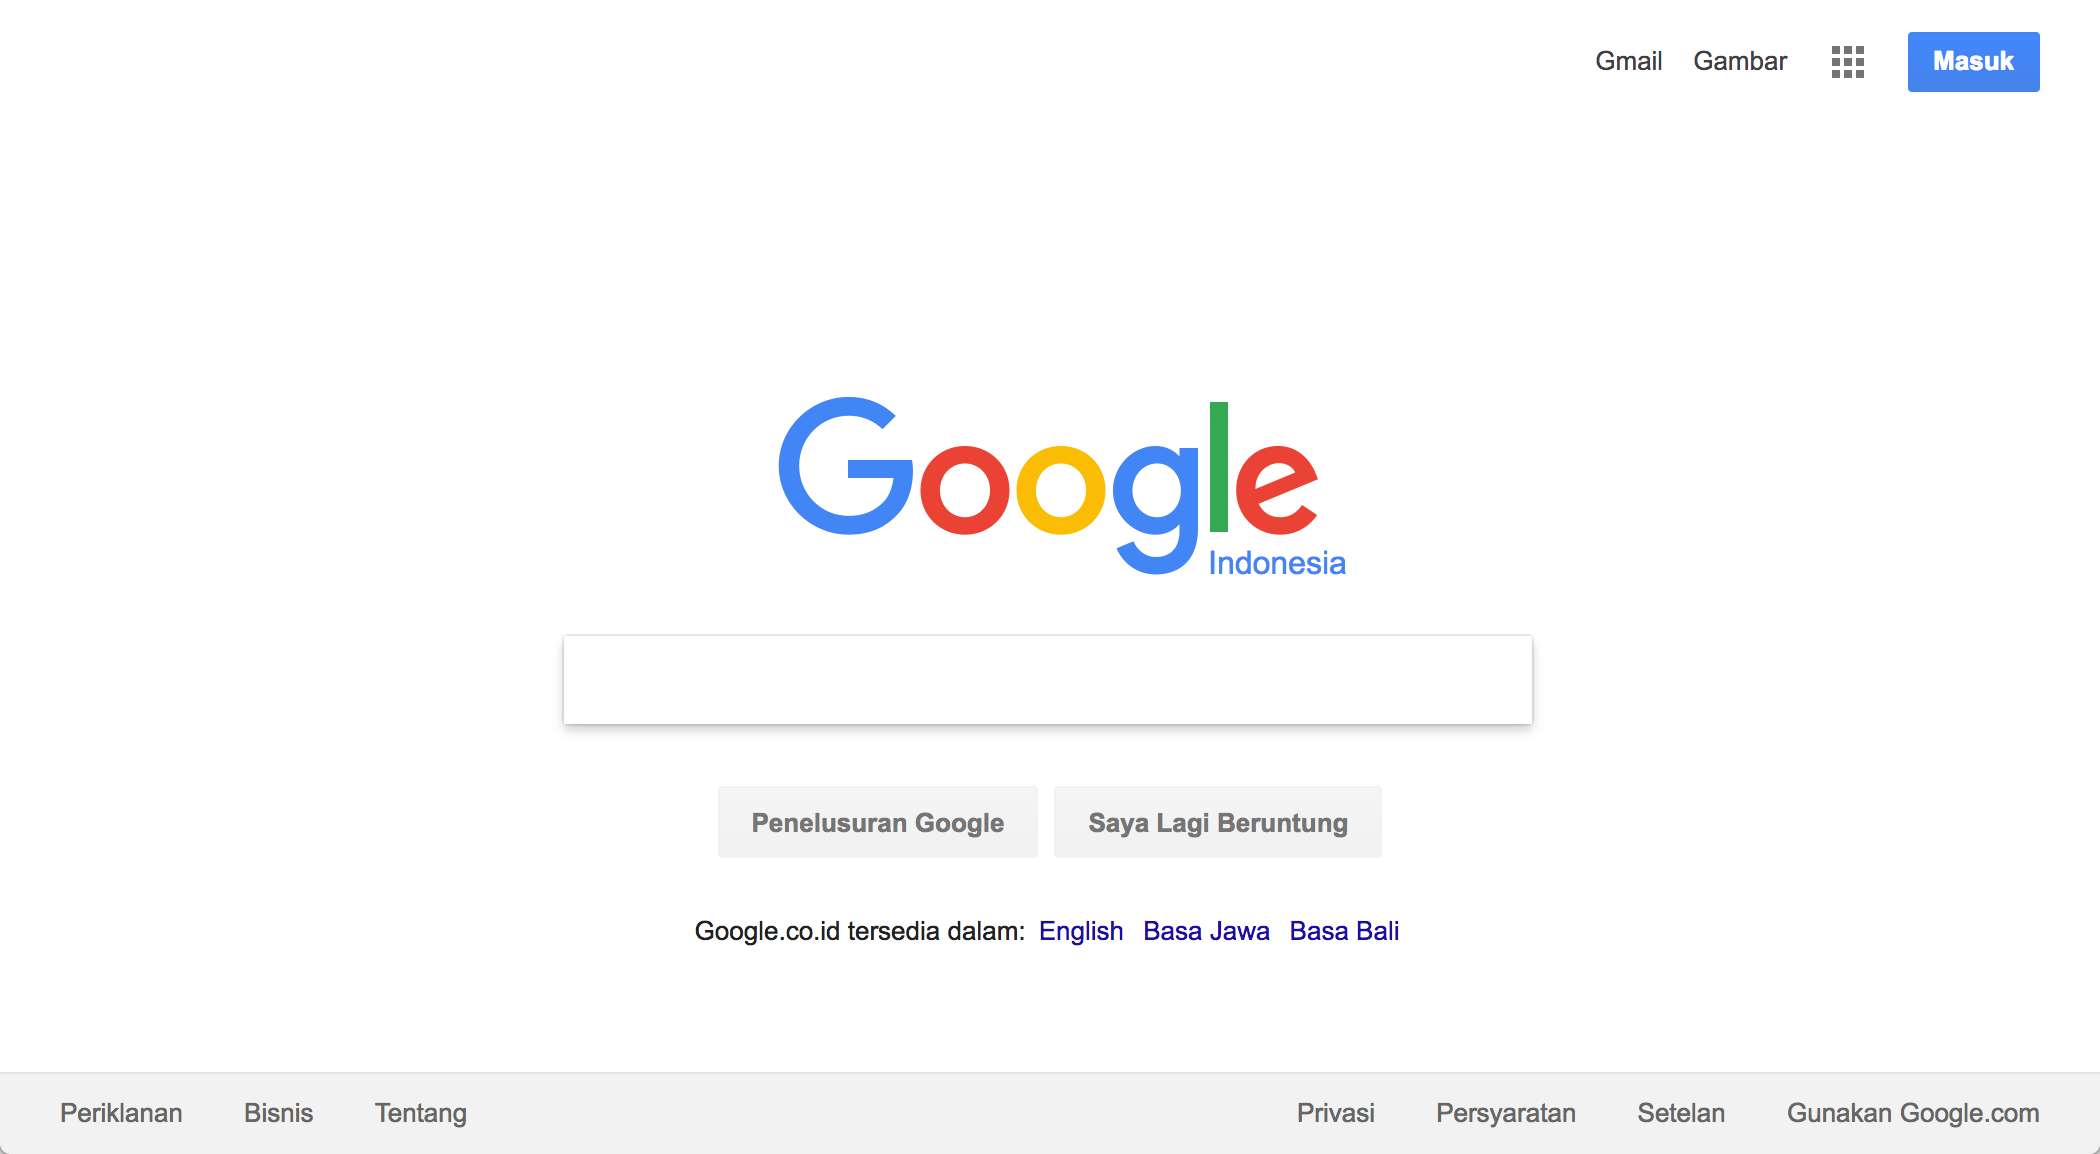 Gmail Gambar Masuk
Google
Indonesia
Penelusuran Google Saya Lagi Beruntung
Google.co.id tersedia dalam: English Basa Jawa Basa Bali
Periklanan Bisnis Tentang Privasi Persyaratan Setelan Gunakan Google.com